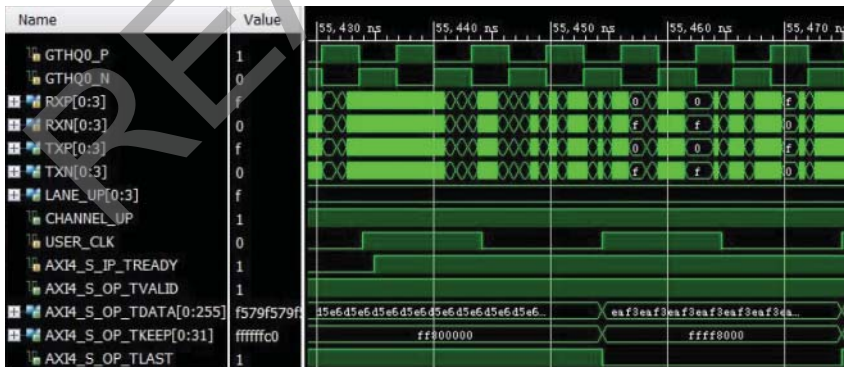 Name Value 55,430 ns 55,440 ns 55,450 ns 55,460 ns 55,470 n
GTHQ0_P 1
GTHQ0_N 0
RXP[0:3] f 0 0 f
RXN[0:3] 0 f f 0
TXP[0:3] f 0 0 f
TXN[0:3] 0 f f 0
LANE_UP[0:3] f
CHANNEL_UP 1
USER_CLK 0
AXI4_S_IP_TREADY 1
AXI4_S_OP_TVALID 1
AXI4_S_OP_TDATA[0:255] f579f579f: d5e6d5e6d5e6d5e6d5e6d5e6d5e6... eaf3eaf3eaf3eaf3eaf3ea...
AXI4_S_OP_TKEEP[0:31] ffffffc0 ff800000 ffff8000
AXI4_S_OP_TLAST 1